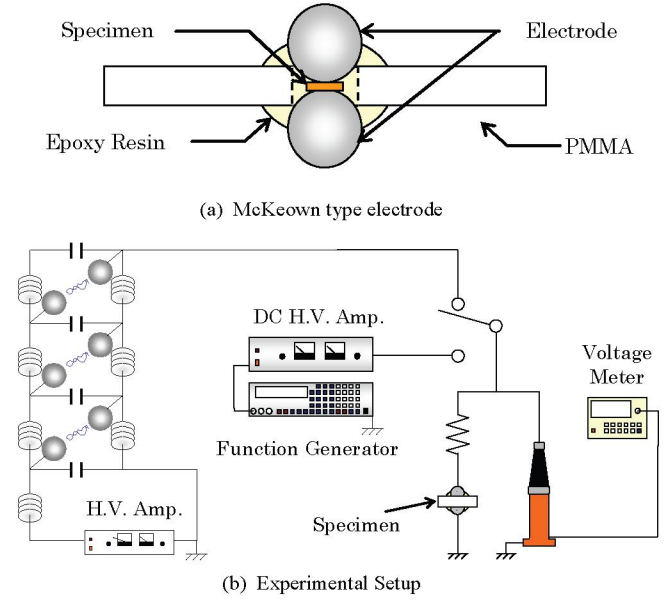 Specimen
Electrode
Epoxy Resin
PMMA
(a) McKeown type electrode
DC H.V. Amp.
Voltage
Meter
Function Generator
H.V. Amp.
Specimen
(b) Experimental Setup